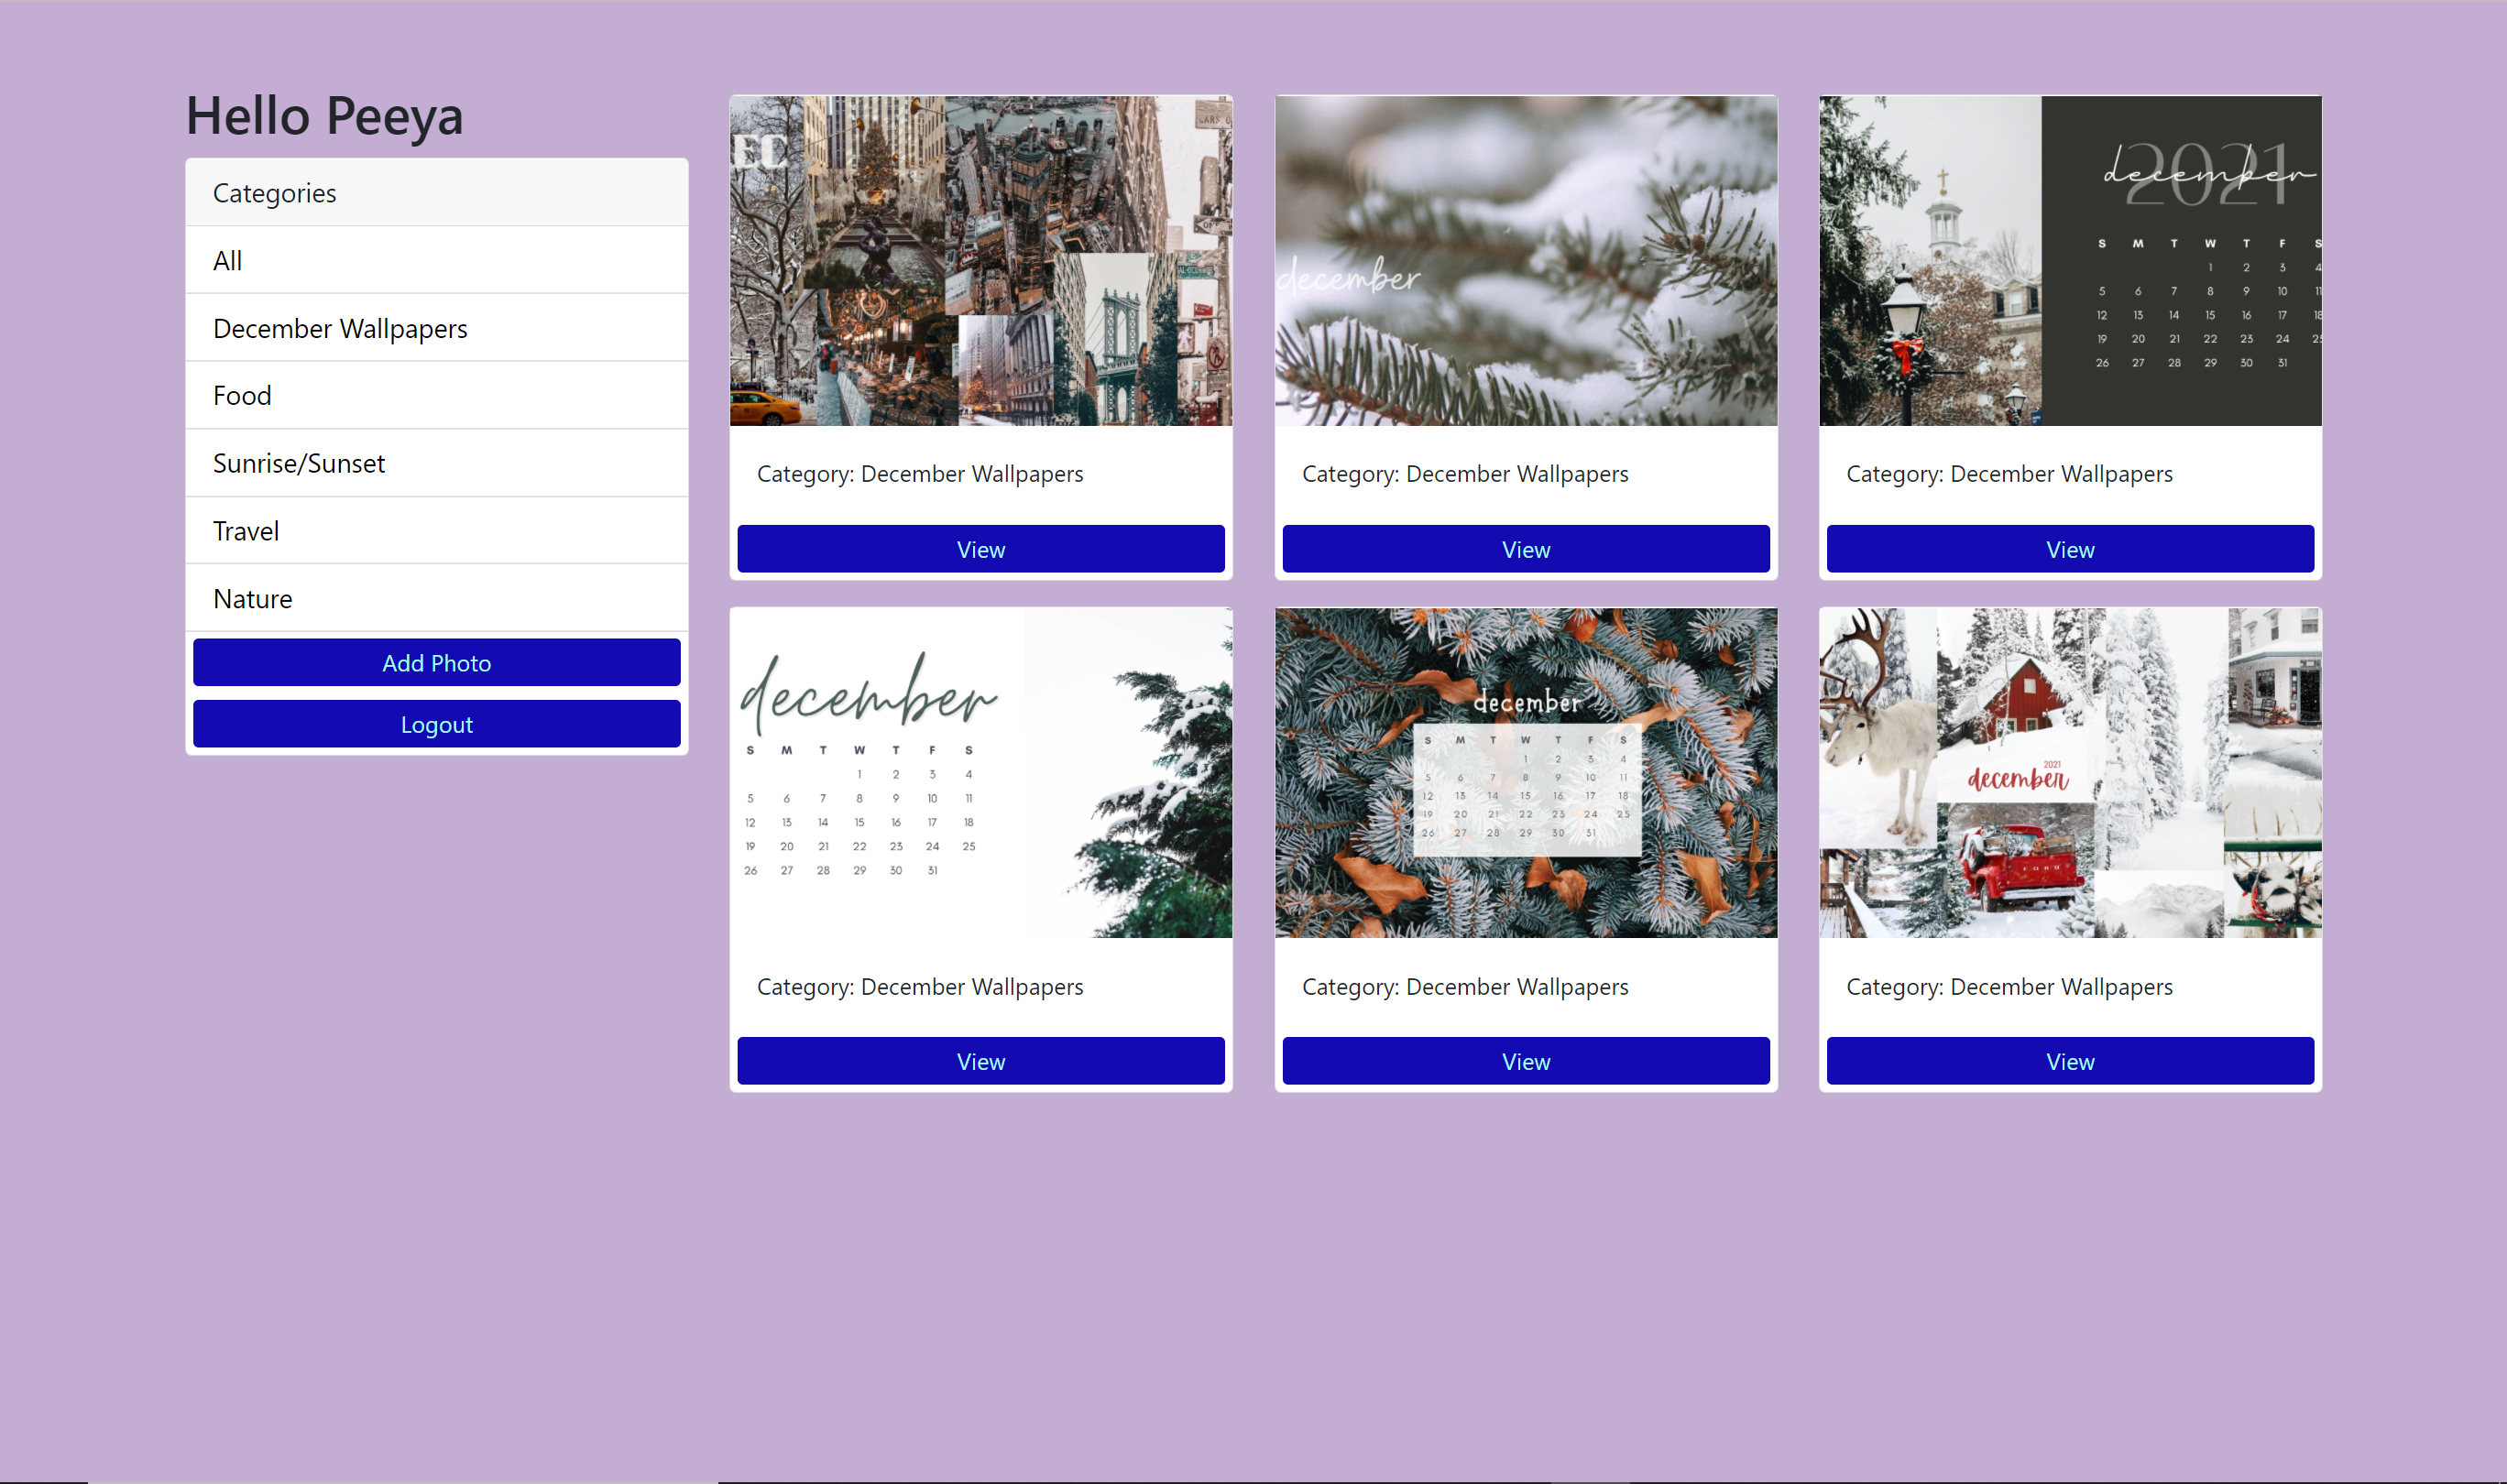 Hello Peeya
Categories
All
December Wallpapers
Food
Sunrise/Sunset
Travel
Nature
Add Photo
Logout
Category: December Wallpapers
View
december
Category: December Wallpapers
View
2021
december
S M T W T F S
1 2 3 4
5 6 7 8 9 10 11
12 13 14 15 16 17 18
19 20 21 22 23 24 25
26 27 28 29 30 31
Category: December Wallpapers
View
december
S M T W T F S
1 2 3 4
5 6 7 8 9 10 11
12 13 14 15 16 17 18
19 20 21 22 23 24 25
26 27 28 29 30 31
Category: December Wallpapers
View
december
S M T W T F S
1 2 3 4
5 6 7 8 9 10 11
12 13 14 15 16 17 18
19 20 21 22 23 24 25
26 27 28 29 30 31
Category: December Wallpapers
View
2021
december
FORD
Category: December Wallpapers
View